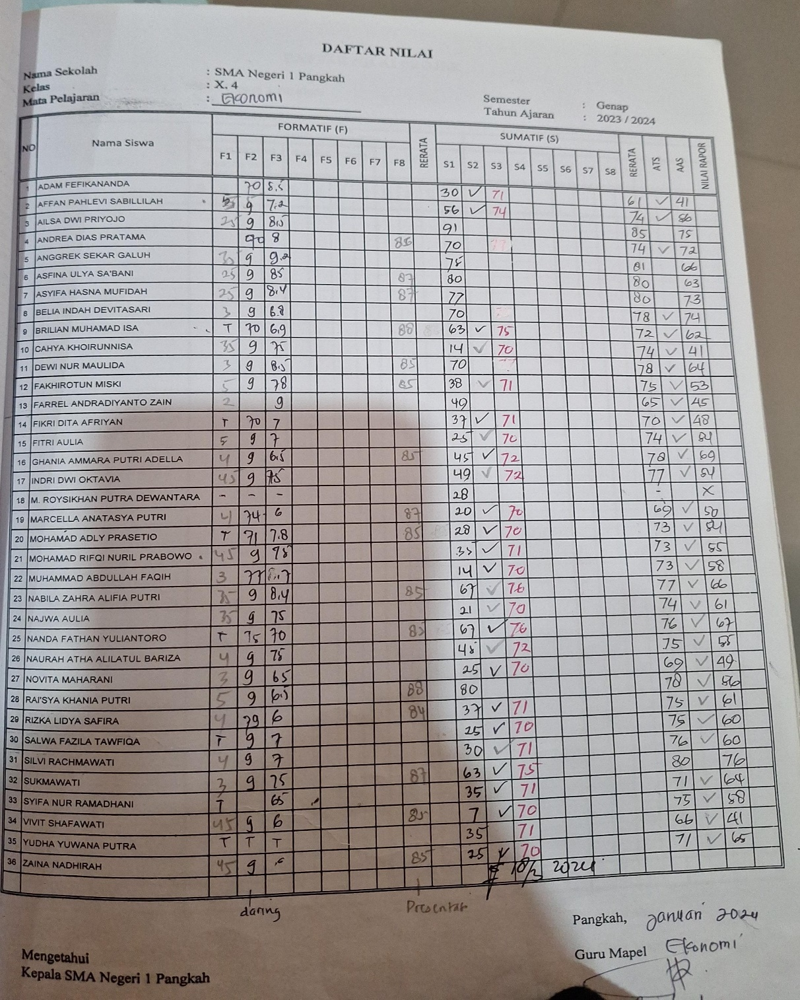 DAFTAR NILAI
Nama Sekolah : SMA Negeri 1 Pangkah
Kelas : X. 4
Mata Pelajaran : Ekonomi
Semester : Genap
Tahun Ajaran : 2023 / 2024
NO Nama Siswa FORMATIF (F) RERATA SUMATIF (S) RERATA ATS AAS NILAI RAPOR
F1 F2 F3 F4 F5 F6 F7 F8 S1 S2 S3 S4 S5 S6 S7 S8
1 ADAM FEFIKANANDA 70 8,5 30 ✓ 71 61 ✓ 41
2 AFFAN PAHLEVI SABILLILAH 9 7,2 56 ✓ 74 74 ✓ 56
3 AILSA DWI PRIYOJO 25 9 8,5 91 85 75
4 ANDREA DIAS PRATAMA 8 70 74 ✓ 72
5 ANGGREK SEKAR GALUH 9 9,2 75 81 66
6 ASFINA ULYA SA'BANI 25 9 85 87 80 80 63
7 ASYIFA HASNA MUFIDAH 25 9 8,4 87 77 80 73
8 BELIA INDAH DEVITASARI 3 9 6.8 70 78 ✓ 74
9 BRILIAN MUHAMAD ISA T 70 6,9 88 63 ✓ 75 72 ✓ 62
10 CAHYA KHOIRUNNISA 35 9 75 14 ✓ 70 74 ✓ 41
11 DEWI NUR MAULIDA 3 9 8,5 85 70 78 ✓ 64
12 FAKHIROTUN MISKI 5 9 78 85 38 ✓ 71 75 ✓ 53
13 FARREL ANDRADIYANTO ZAIN 2 9 49 65 ✓ 45
14 FIKRI DITA AFRIYAN T 70 7 37 ✓ 71 70 ✓ 48
15 FITRI AULIA 5 9 7 25 ✓ 70 74 ✓
16 GHANIA AMMARA PUTRI ADELLA 4 9 6,5 85 45 ✓ 72 78 ✓ 69
17 INDRI DWI OKTAVIA 45 9 75 49 ✓ 72 77 ✓ 54
18 M. ROYSIKHAN PUTRA DEWANTARA - - - 28 - X
19 MARCELLA ANATASYA PUTRI 4 74 6 87 20 ✓ 70 69 ✓ 50
20 MOHAMAD ADLY PRASETIO T 71 7.8 85 28 ✓ 70 73 ✓ 54
21 MOHAMAD RIFQI NURIL PRABOWO 45 9 75 35 ✓ 71 73 ✓ 55
22 MUHAMMAD ABDULLAH FAQIH 3 77 14 ✓ 70 73 ✓ 58
23 NABILA ZAHRA ALIFIA PUTRI 35 9 8,4 85 67 ✓ 76 77 ✓ 66
24 NAJWA AULIA 35 9 75 21 ✓ 70 74 ✓ 61
25 NANDA FATHAN YULIANTORO T 75 70 85 67 ✓ 76 76 ✓ 67
26 NAURAH ATHA ALILATUL BARIZA 4 9 75 45 ✓ 72 75 ✓ 55
27 NOVITA MAHARANI 3 9 65 25 ✓ 70 69 ✓ 49
28 RAI'SYA KHANIA PUTRI 5 9 6,5 88 80 78 ✓ 56
29 RIZKA LIDYA SAFIRA 4 79 6 84 37 ✓ 71 75 ✓ 61
30 SALWA FAZILA TAWFIQA T 9 7 25 ✓ 70 75 ✓ 60
31 SILVI RACHMAWATI 4 9 7 30 ✓ 71 76 ✓ 60
32 SUKMAWATI 3 9 75 87 63 ✓ 75 80 76
33 SYIFA NUR RAMADHANI T 65 35 ✓ 71 71 ✓ 64
34 VIVIT SHAFAWATI 45 9 6 85 7 ✓ 70 75 ✓ 58
35 YUDHA YUWANA PUTRA T T T 35 71 66 ✓ 41
36 ZAINA NADHIRAH 45 9 85 25 ✓ 70 71 ✓ 65
2024
daring
Presentasi
Pangkah, Januari 2024
Guru Mapel Ekonomi
Mengetahui
Kepala SMA Negeri 1 Pangkah